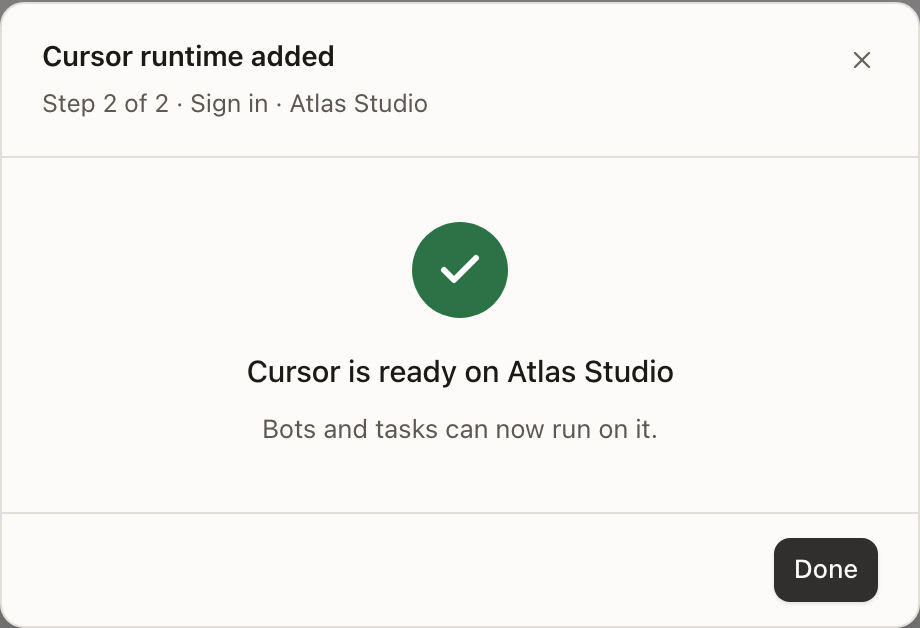 Cursor runtime added
Step 2 of 2 · Sign in · Atlas Studio
Cursor is ready on Atlas Studio
Bots and tasks can now run on it.
Done